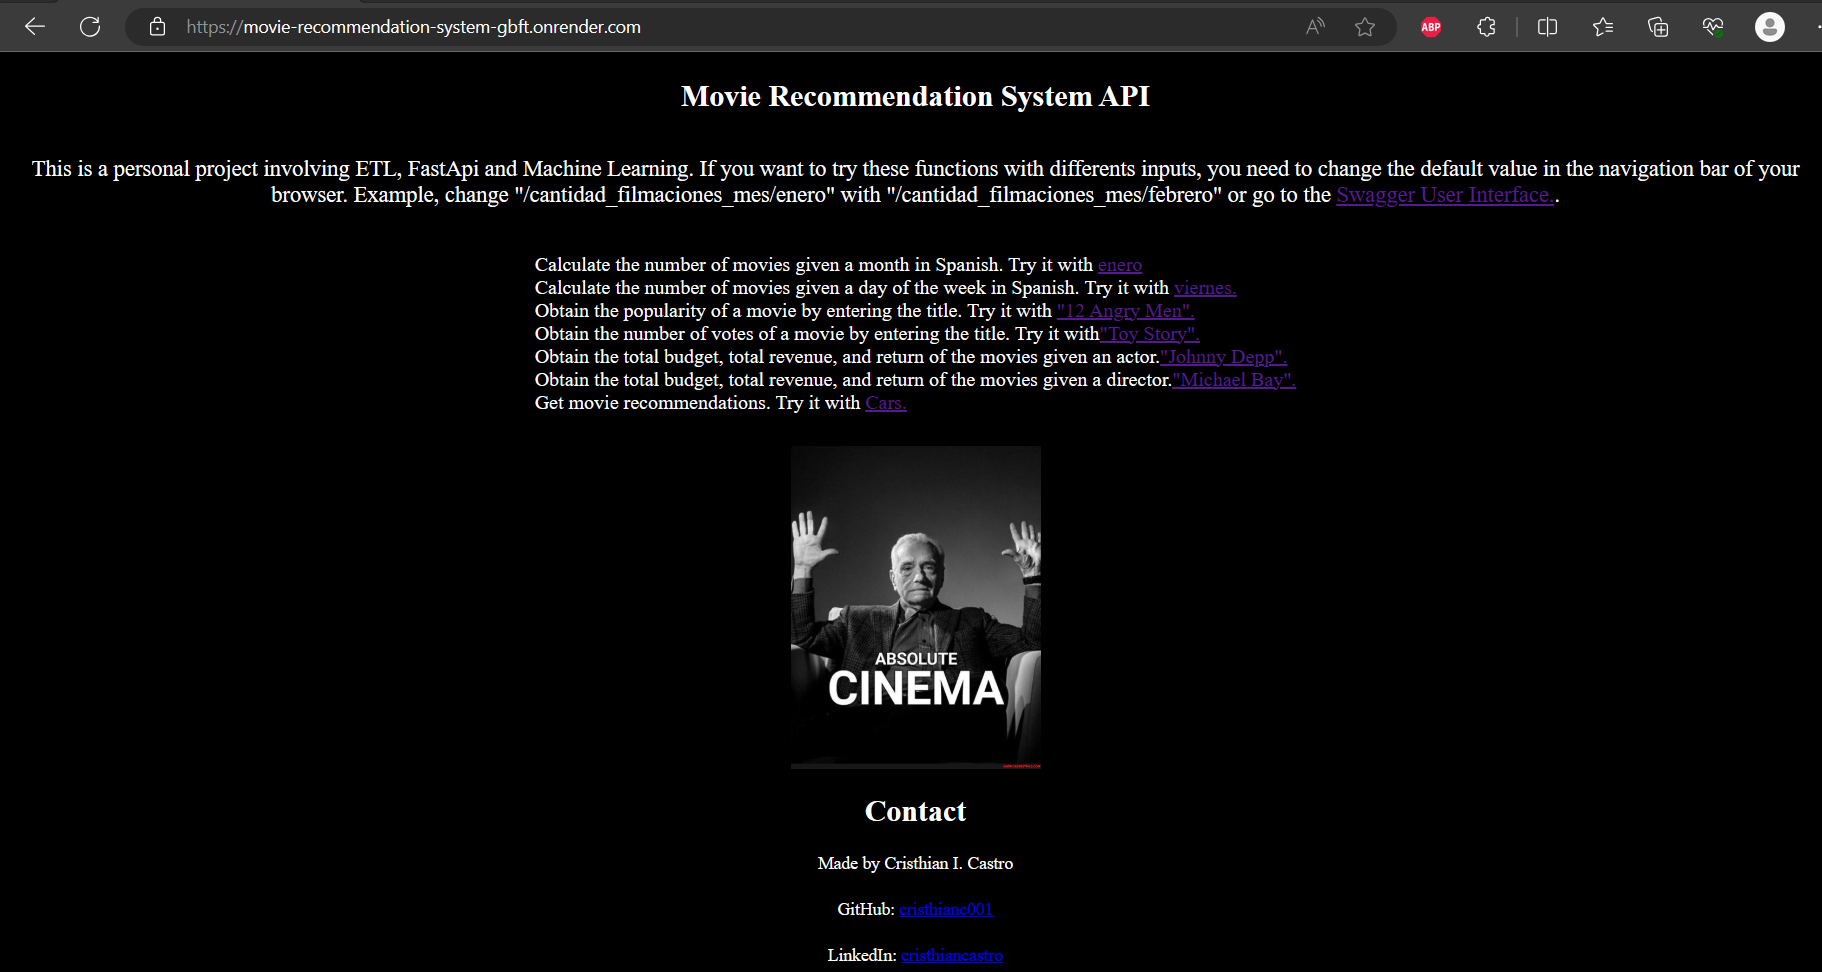 https://movie-recommendation-system-gbft.onrender.com
ABP
Movie Recommendation System API
This is a personal project involving ETL, FastApi and Machine Learning. If you want to try these functions with differents inputs, you need to change the default value in the navigation bar of your
browser. Example, change "/cantidad_filmaciones_mes/enero" with "/cantidad_filmaciones_mes/febrero" or go to the Swagger User Interface..
Calculate the number of movies given a month in Spanish. Try it with enero
Calculate the number of movies given a day of the week in Spanish. Try it with viernes.
Obtain the popularity of a movie by entering the title. Try it with "12 Angry Men".
Obtain the number of votes of a movie by entering the title. Try it with"Toy Story".
Obtain the total budget, total revenue, and return of the movies given an actor."Johnny Depp".
Obtain the total budget, total revenue, and return of the movies given a director."Michael Bay".
Get movie recommendations. Try it with Cars.
ABSOLUTE
CINEMA
Contact
Made by Cristhian I. Castro
GitHub: cristhianc001
LinkedIn: cristhiancastro